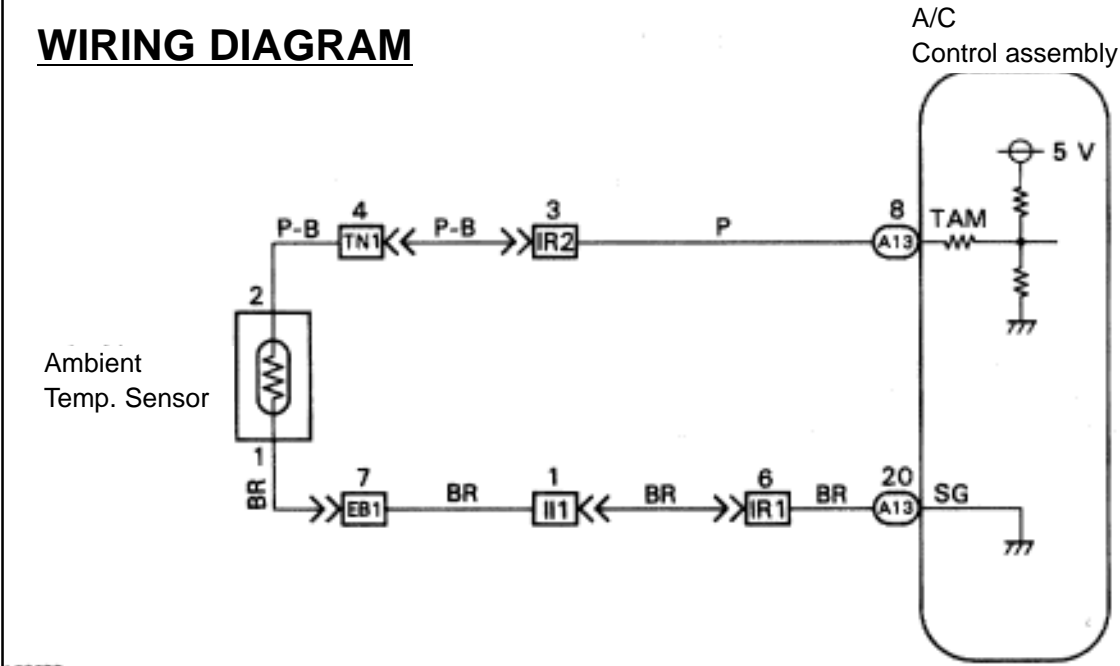 WIRING DIAGRAM
A/C
Control assembly
5 V
P-B
4
TN1
P-B
3
IR2
P
8
A13
TAM
2
Ambient
Temp. Sensor
1
BR
7
EB1
BR
1
II1
BR
6
IR1
BR
20
A13
SG